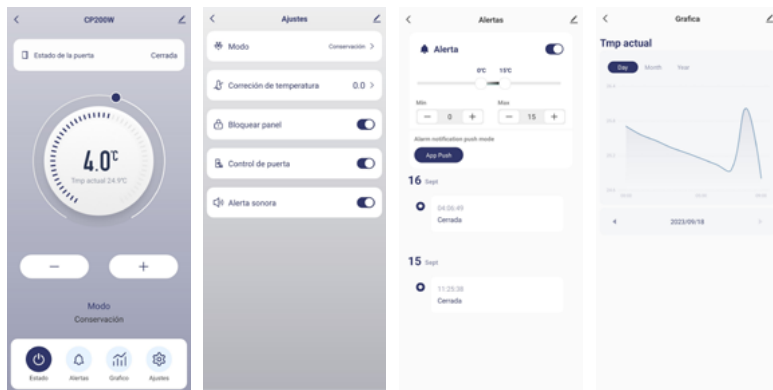 CP200W
Estado de la puerta Cerrada
4.0℃
Tmp actual 24.9℃
Modo
Conservación
Estado Alertas Grafico Ajustes
Ajustes
Modo Conservación
Correción de temperatura 0.0
Bloquear panel
Control de puerta
Alerta sonora
Alertas
Alerta
0℃ 15℃
Min Max
− 0 + − 15 +
Alarm notification push mode
App Push
16 Sept
04:06:49
Cerrada
15 Sept
11:25:38
Cerrada
Grafica
Tmp actual
Day Month Year
2023/09/18